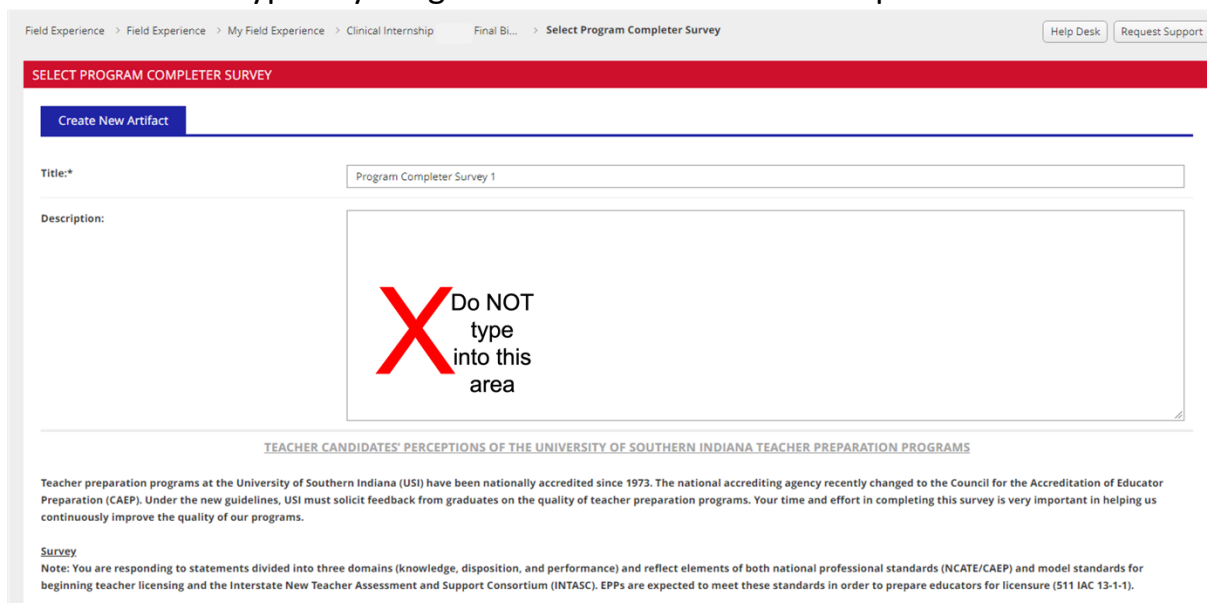 Field Experience > Field Experience > My Field Experience > Clinical Internship Final Bi... > Select Program Completer Survey
Help Desk Request Support
SELECT PROGRAM COMPLETER SURVEY
Create New Artifact
Title:*
Program Completer Survey 1
Description:
X
Do NOT
type
into this
area
TEACHER CANDIDATES' PERCEPTIONS OF THE UNIVERSITY OF SOUTHERN INDIANA TEACHER PREPARATION PROGRAMS
Teacher preparation programs at the University of Southern Indiana (USI) have been nationally accredited since 1973. The national accrediting agency recently changed to the Council for the Accreditation of Educator
Preparation (CAEP). Under the new guidelines, USI must solicit feedback from graduates on the quality of teacher preparation programs. Your time and effort in completing this survey is very important in helping us
continuously improve the quality of our programs.
Survey
Note: You are responding to statements divided into three domains (knowledge, disposition, and performance) and reflect elements of both national professional standards (NCATE/CAEP) and model standards for
beginning teacher licensing and the Interstate New Teacher Assessment and Support Consortium (INTASC). EPPs are expected to meet these standards in order to prepare educators for licensure (511 IAC 13-1-1).